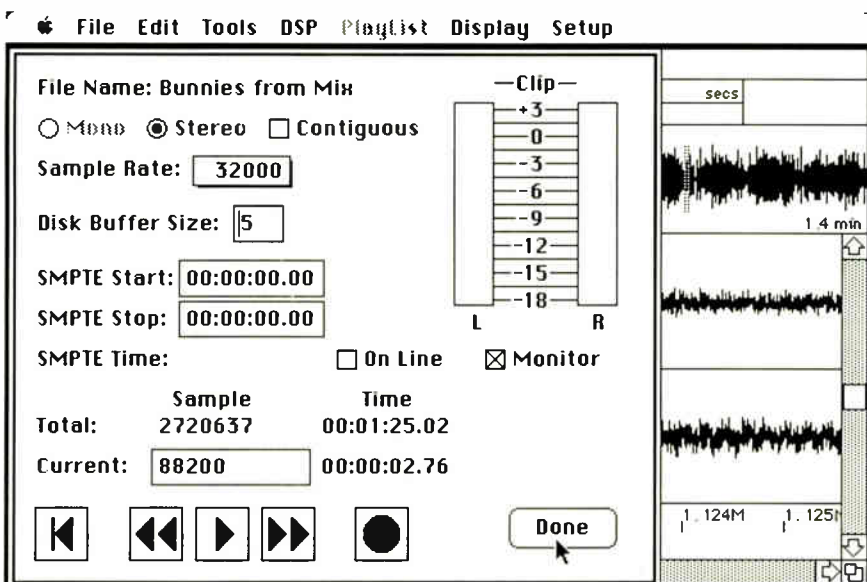 File Edit Tools DSP PlayList Display Setup
File Name: Bunnies from Mix
Mono Stereo Contiguous
Sample Rate: 32000
Disk Buffer Size: 5
SMPTE Start: 00:00:00.00
SMPTE Stop: 00:00:00.00
SMPTE Time: On Line Monitor
Sample Time
Total: 2720637 00:01:25.02
Current: 88200 00:00:02.76
Done
—Clip—
+3
0
-3
-6
-9
-12
-15
-18
L R
secs
1.4 min
1.124M 1.125